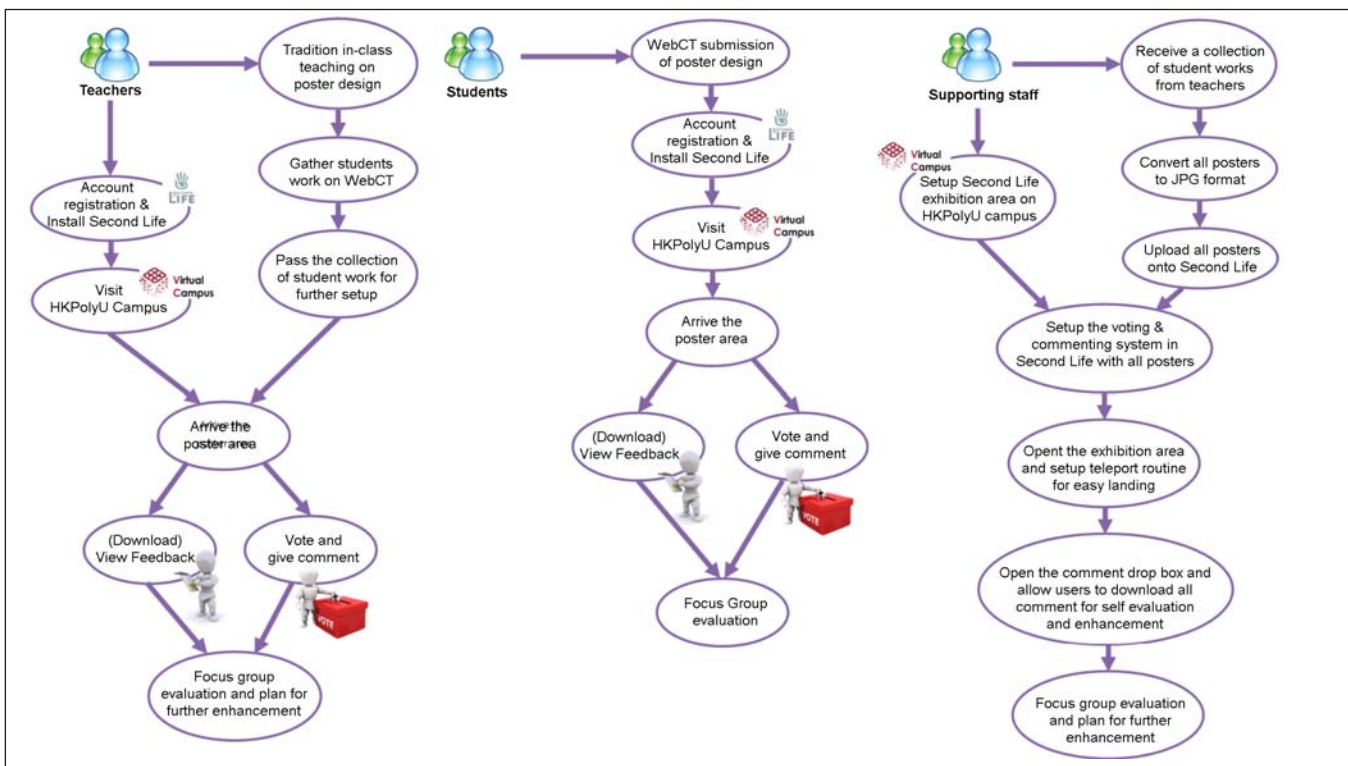 Teachers
Tradition in-class
teaching on
poster design
Gather students
work on WebCT
Pass the collection
of student work for
further setup
Account
registration &
Install Second Life
LIFE
Visit
HKPolyU Campus
Virtual
Campus
Arrive the
poster area
(Download)
View Feedback
Vote and
give comment
VOTE
Focus group
evaluation and plan for
further enhancement
Students
WebCT submission
of poster design
Account
registration &
Install Second Life
LIFE
Visit
HKPolyU Campus
Virtual
Campus
Arrive the
poster area
(Download)
View Feedback
Vote and
give comment
VOTE
Focus Group
evaluation
Supporting staff
Receive a collection
of student works
from teachers
Convert all posters
to JPG format
Upload all posters
onto Second Life
Virtual
Campus
Setup Second Life
exhibition area on
HKPolyU campus
Setup the voting &
commenting system in
Second Life with all posters
Opent the exhibition area
and setup teleport routine
for easy landing
Open the comment drop box and
allow users to download all
comment for self evaluation
and enhancement
Focus group evaluation
and plan for further
enhancement